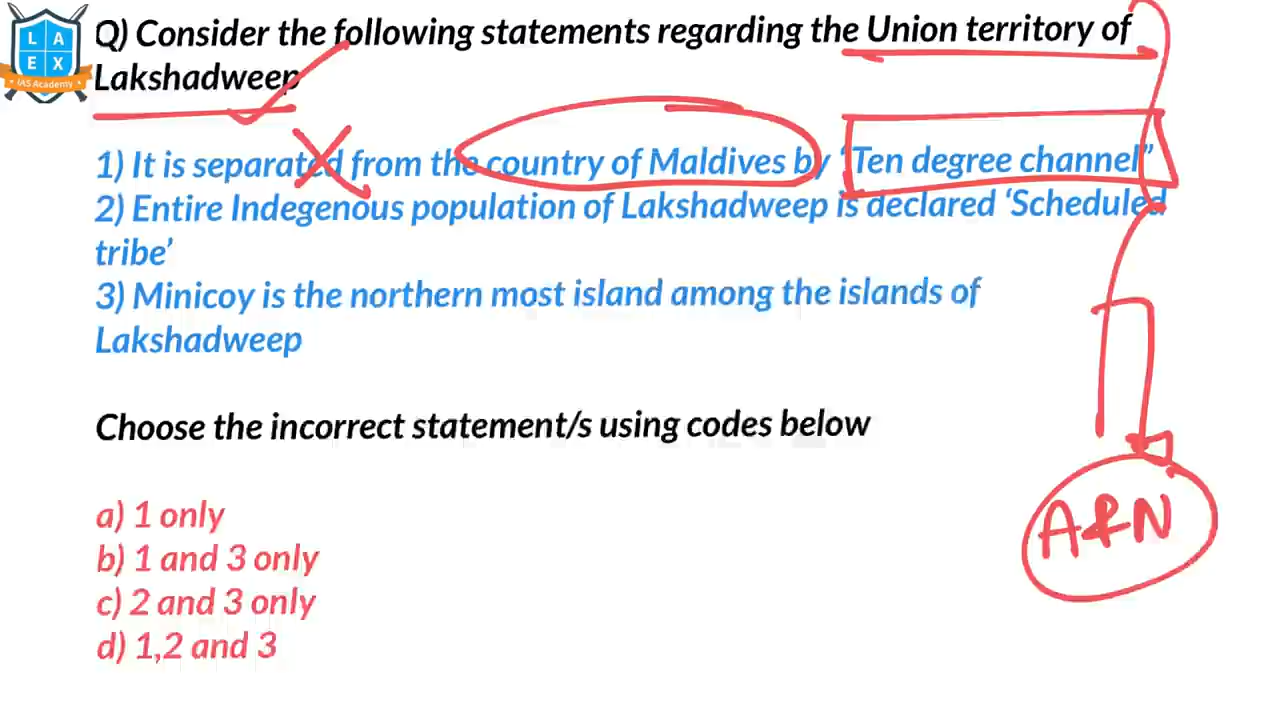 L A
E X
IAS Academy
Q) Consider the following statements regarding the Union territory of
Lakshadweep
1) It is separated from the country of Maldives by ‘Ten degree channel”
2) Entire Indegenous population of Lakshadweep is declared ‘Scheduled
tribe’
3) Minicoy is the northern most island among the islands of
Lakshadweep
Choose the incorrect statement/s using codes below
A&N
a) 1 only
b) 1 and 3 only
c) 2 and 3 only
d) 1,2 and 3